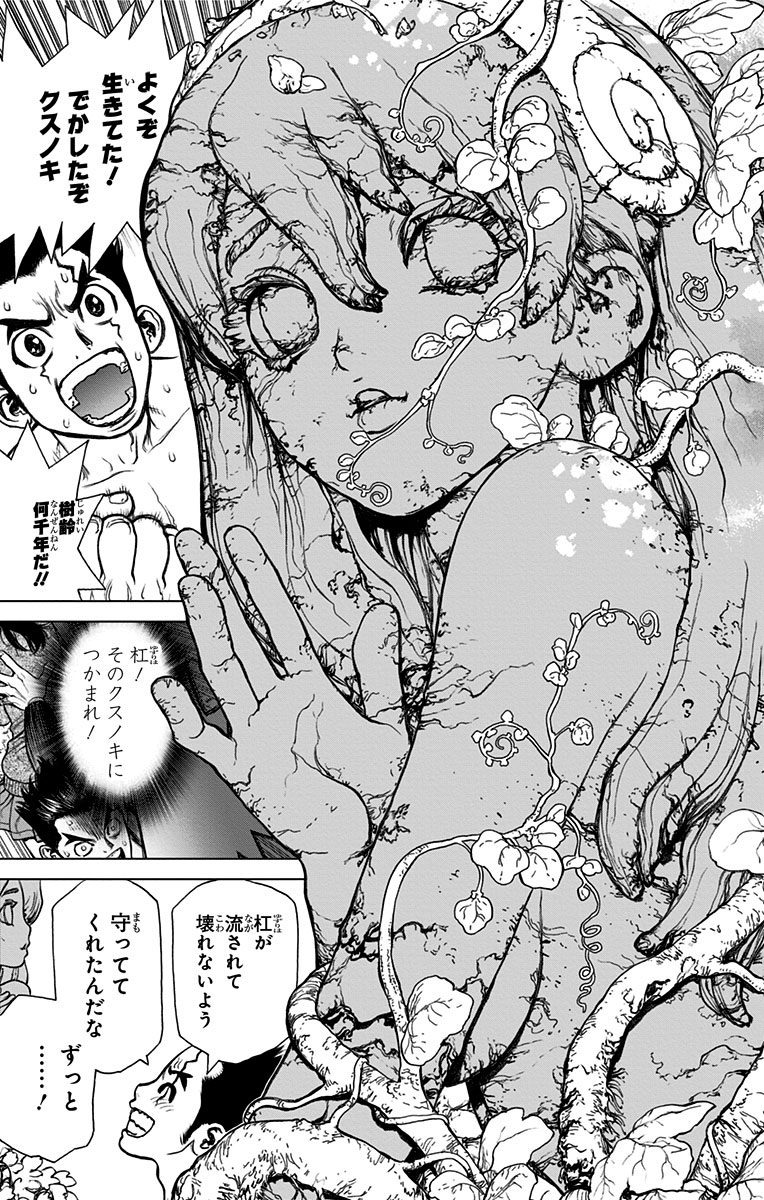 よくぞ
生きてた！
でかしたぞ
クスノキ
樹齢
何千年だ!!
杠！
そのクスノキに
つかまれ！
杠が
流されて
壊れないよう
守ってて
くれたんだな
ずっと
……！